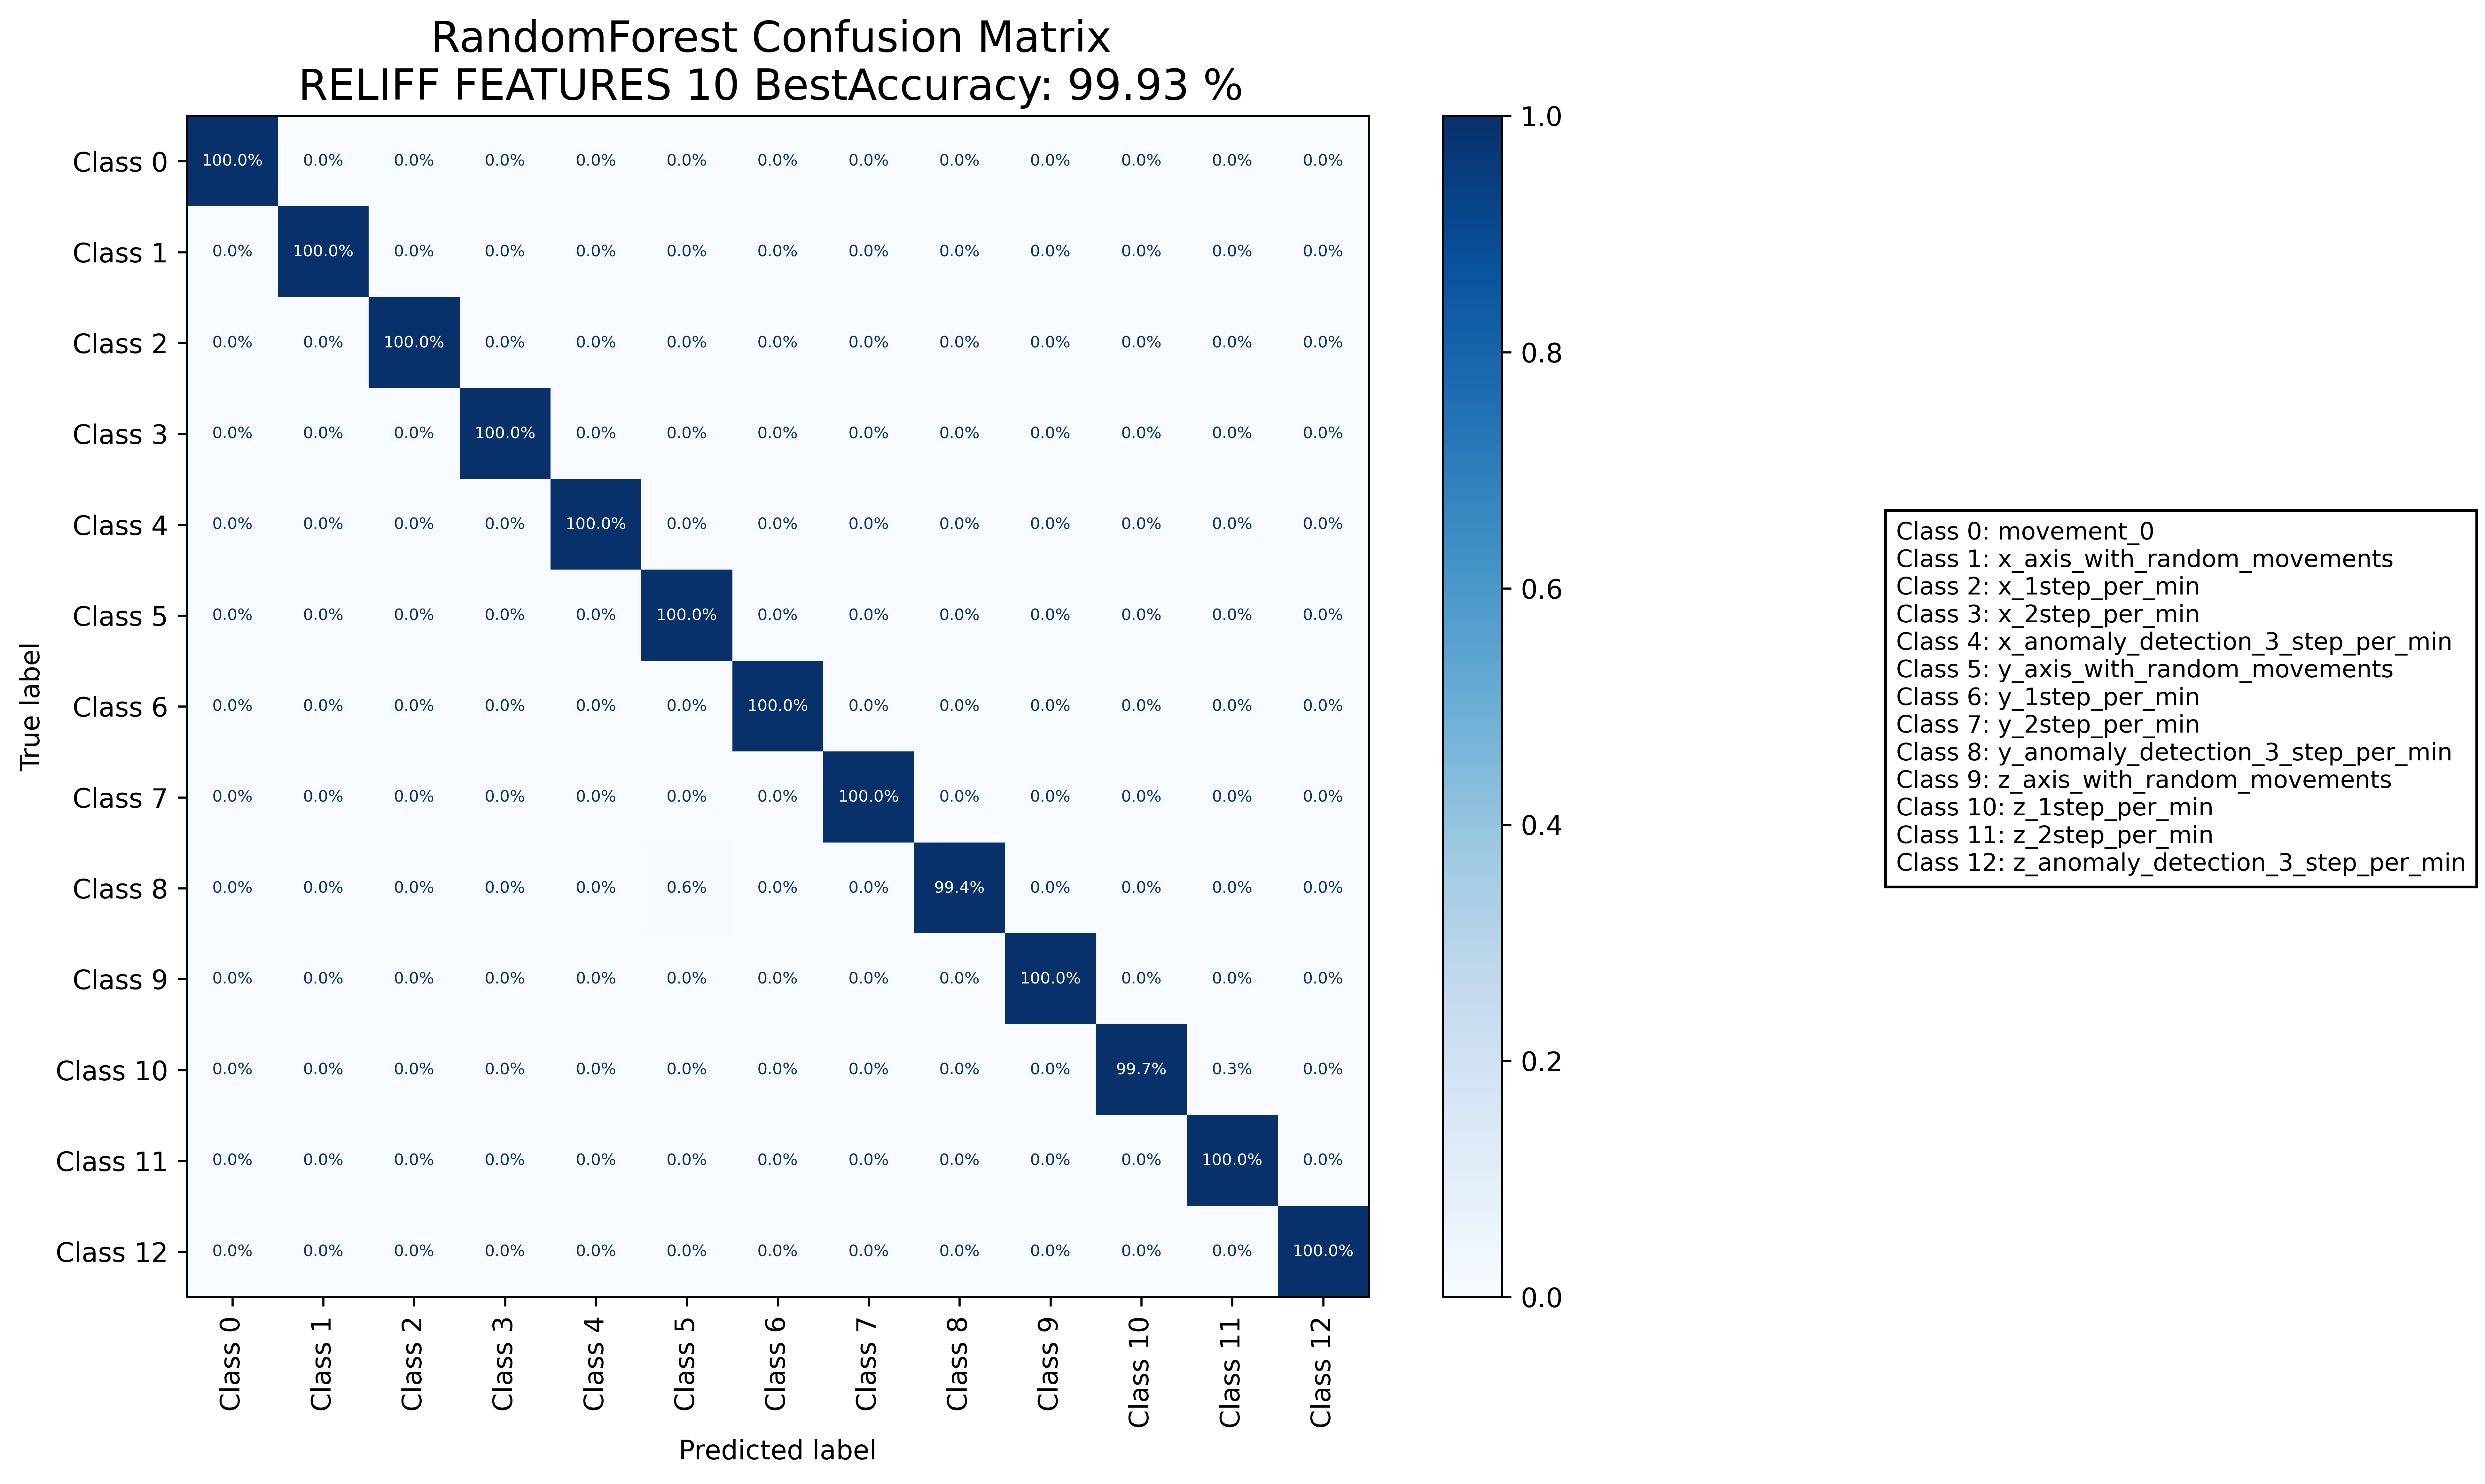 RandomForest Confusion Matrix
RELIFF FEATURES 10 BestAccuracy: 99.93 %
True label
Class 0 100.0% 0.0% 0.0% 0.0% 0.0% 0.0% 0.0% 0.0% 0.0% 0.0% 0.0% 0.0% 0.0%
Class 1 0.0% 100.0% 0.0% 0.0% 0.0% 0.0% 0.0% 0.0% 0.0% 0.0% 0.0% 0.0% 0.0%
Class 2 0.0% 0.0% 100.0% 0.0% 0.0% 0.0% 0.0% 0.0% 0.0% 0.0% 0.0% 0.0% 0.0%
Class 3 0.0% 0.0% 0.0% 100.0% 0.0% 0.0% 0.0% 0.0% 0.0% 0.0% 0.0% 0.0% 0.0%
Class 4 0.0% 0.0% 0.0% 0.0% 100.0% 0.0% 0.0% 0.0% 0.0% 0.0% 0.0% 0.0% 0.0%
Class 5 0.0% 0.0% 0.0% 0.0% 0.0% 100.0% 0.0% 0.0% 0.0% 0.0% 0.0% 0.0% 0.0%
Class 6 0.0% 0.0% 0.0% 0.0% 0.0% 0.0% 100.0% 0.0% 0.0% 0.0% 0.0% 0.0% 0.0%
Class 7 0.0% 0.0% 0.0% 0.0% 0.0% 0.0% 0.0% 100.0% 0.0% 0.0% 0.0% 0.0% 0.0%
Class 8 0.0% 0.0% 0.0% 0.0% 0.0% 0.6% 0.0% 0.0% 99.4% 0.0% 0.0% 0.0% 0.0%
Class 9 0.0% 0.0% 0.0% 0.0% 0.0% 0.0% 0.0% 0.0% 0.0% 100.0% 0.0% 0.0% 0.0%
Class 10 0.0% 0.0% 0.0% 0.0% 0.0% 0.0% 0.0% 0.0% 0.0% 0.0% 99.7% 0.3% 0.0%
Class 11 0.0% 0.0% 0.0% 0.0% 0.0% 0.0% 0.0% 0.0% 0.0% 0.0% 0.0% 100.0% 0.0%
Class 12 0.0% 0.0% 0.0% 0.0% 0.0% 0.0% 0.0% 0.0% 0.0% 0.0% 0.0% 0.0% 100.0%
Class 0 Class 1 Class 2 Class 3 Class 4 Class 5 Class 6 Class 7 Class 8 Class 9 Class 10 Class 11 Class 12
Predicted label
1.0
0.8
0.6
0.4
0.2
0.0
Class 0: movement_0
Class 1: x_axis_with_random_movements
Class 2: x_1step_per_min
Class 3: x_2step_per_min
Class 4: x_anomaly_detection_3_step_per_min
Class 5: y_axis_with_random_movements
Class 6: y_1step_per_min
Class 7: y_2step_per_min
Class 8: y_anomaly_detection_3_step_per_min
Class 9: z_axis_with_random_movements
Class 10: z_1step_per_min
Class 11: z_2step_per_min
Class 12: z_anomaly_detection_3_step_per_min